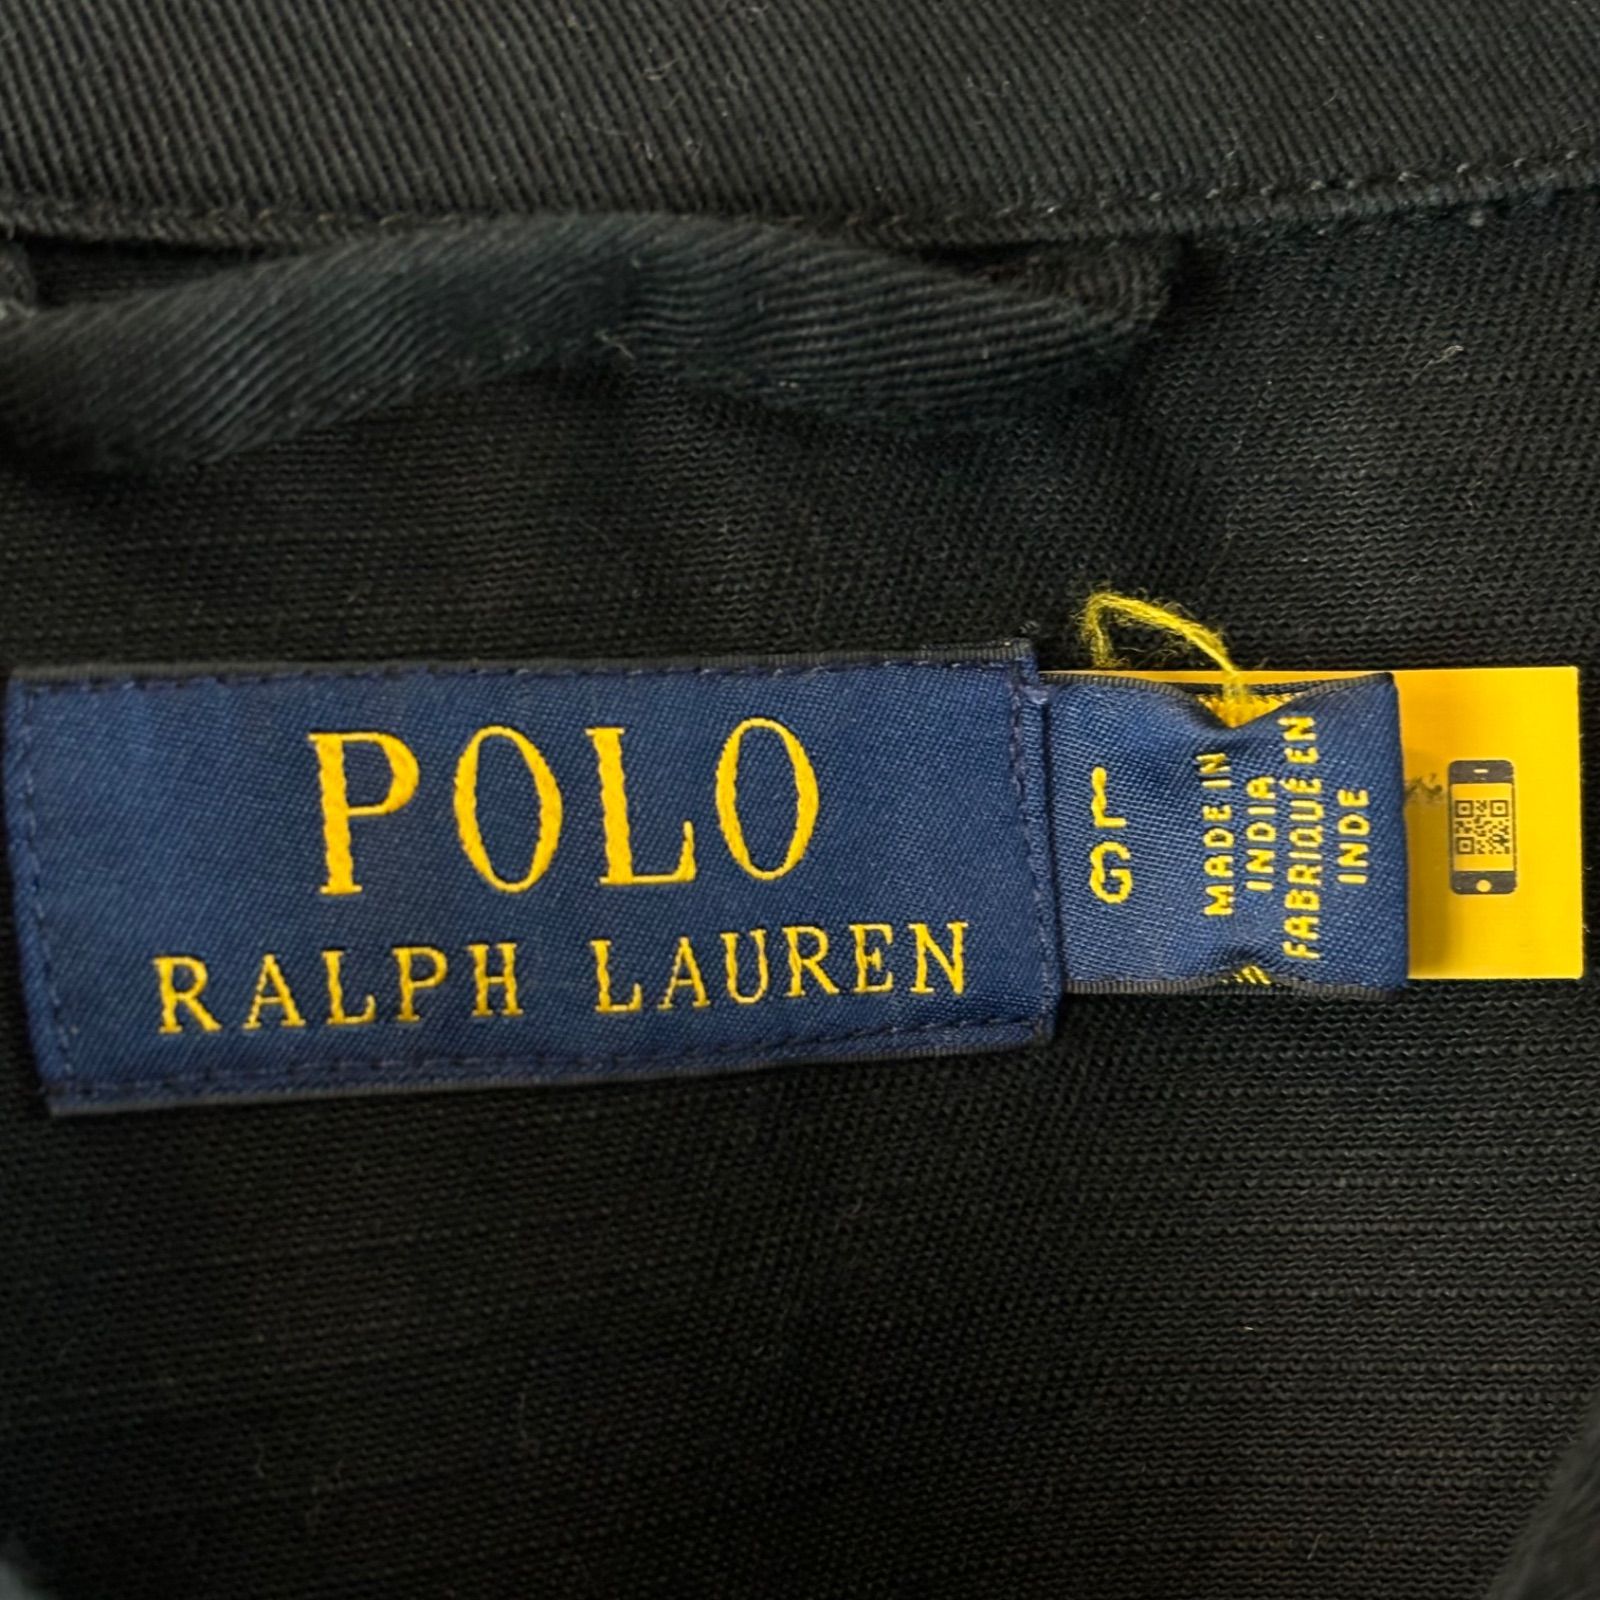 POLO
RALPH LAUREN
L
G
MADE IN
INDIA
FABRIQUÉ EN
INDE